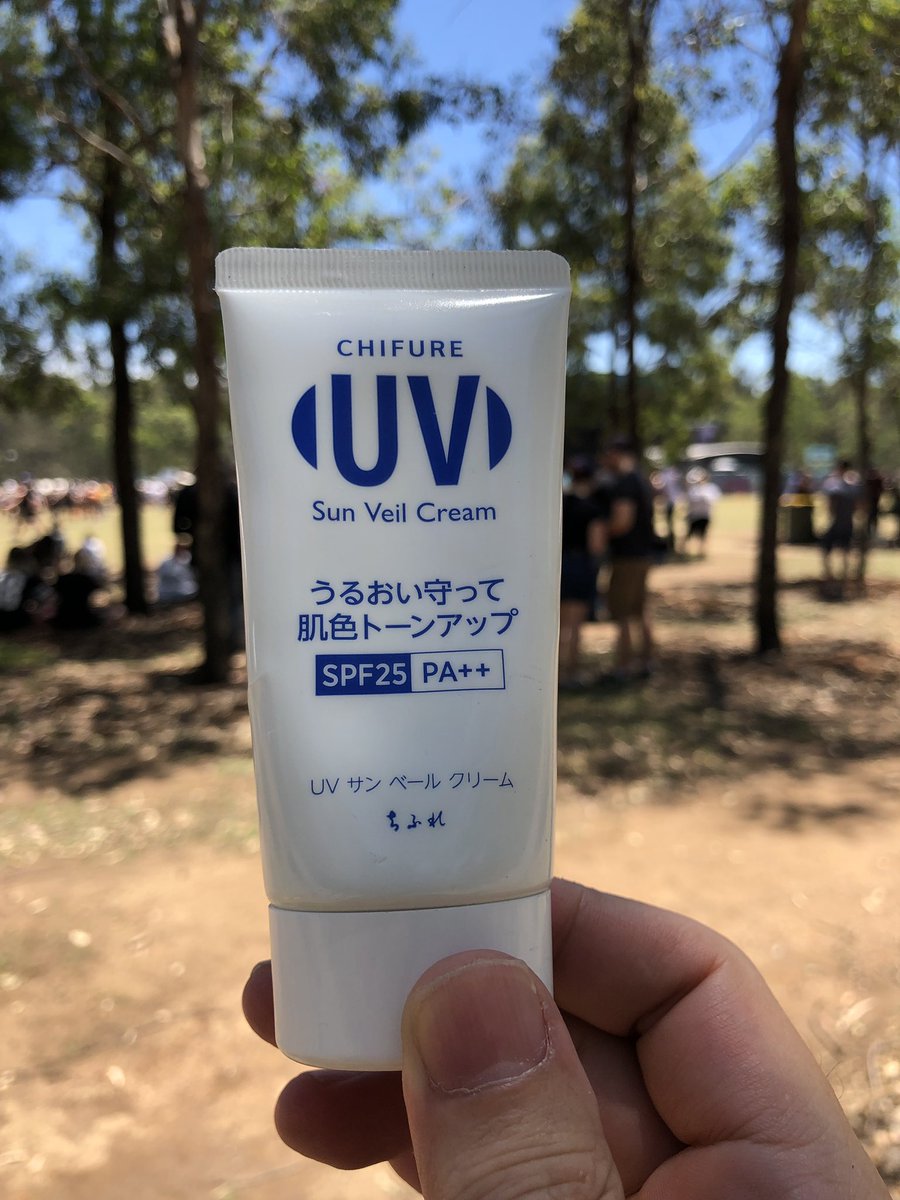 CHIFURE
UV
Sun Veil Cream
うるおい守って
肌色トーンアップ
SPF25 PA++
UV サン ベール クリーム
ちふれ